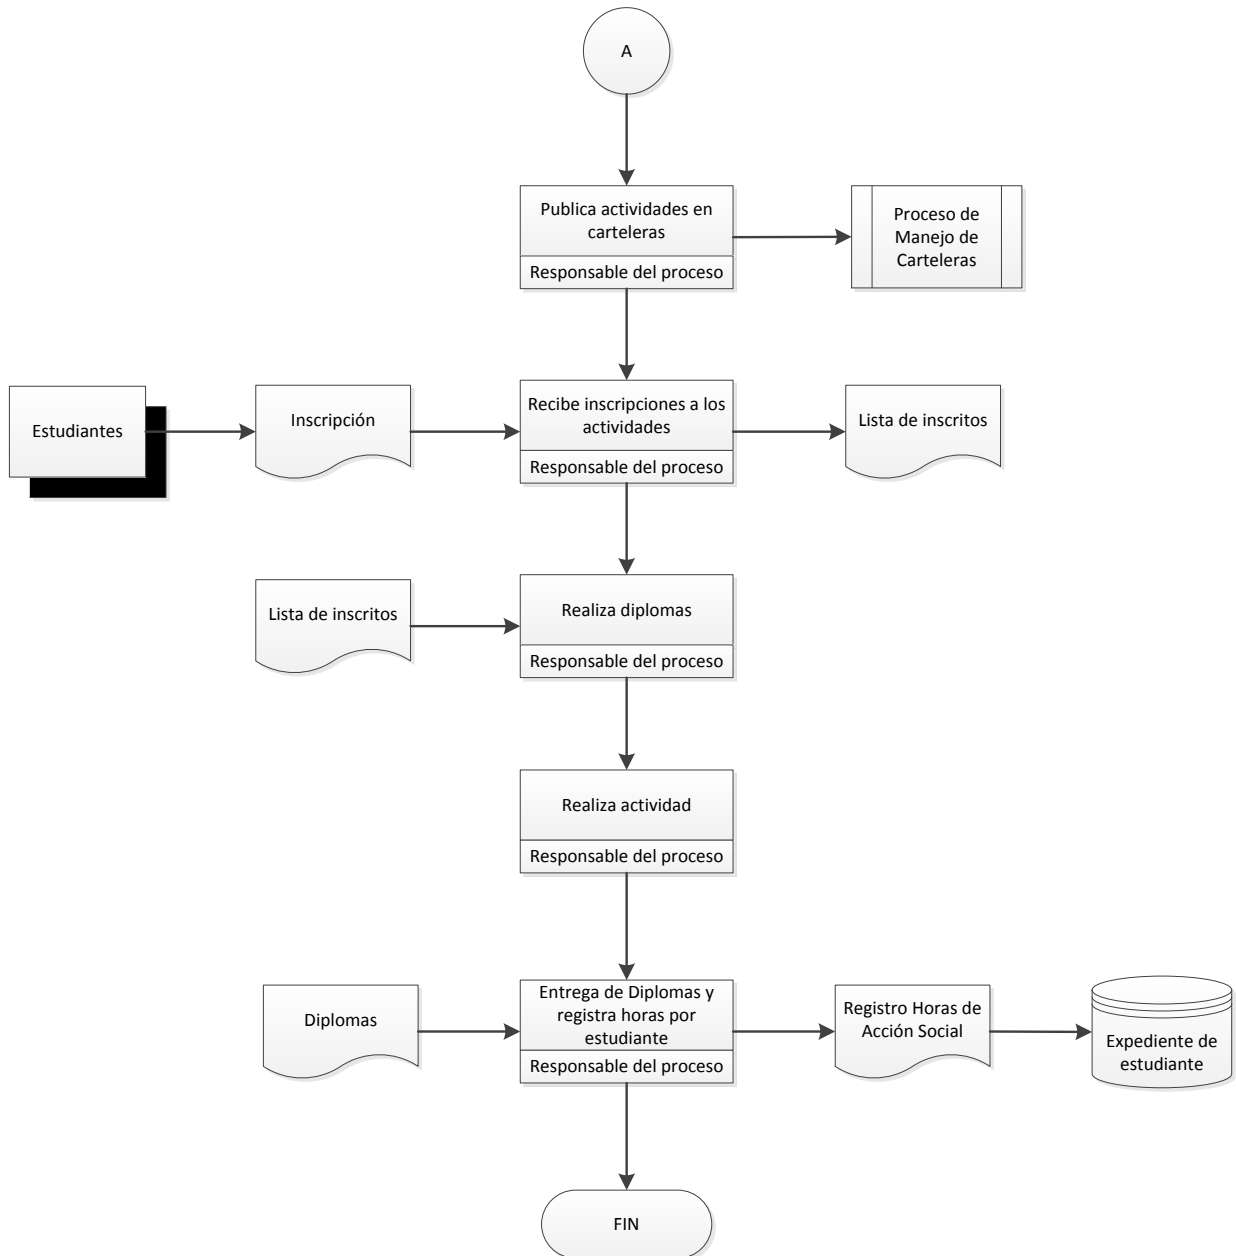 A
Publica actividades en
carteleras
Responsable del proceso
Proceso de
Manejo de
Carteleras
Estudiantes
Inscripción
Recibe inscripciones a los
actividades
Responsable del proceso
Lista de inscritos
Lista de inscritos
Realiza diplomas
Responsable del proceso
Realiza actividad
Responsable del proceso
Diplomas
Entrega de Diplomas y
registra horas por
estudiante
Responsable del proceso
Registro Horas de
Acción Social
Expediente de
estudiante
FIN